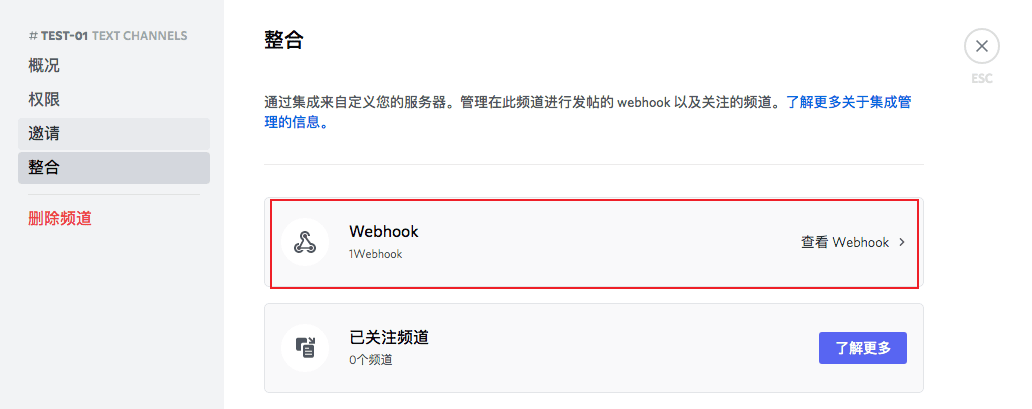 # TEST-01 TEXT CHANNELS
概况
权限
邀请
整合
删除频道
整合
ESC
通过集成来自定义您的服务器。管理在此频道进行发帖的 webhook 以及关注的频道。了解更多关于集成管
理的信息。
Webhook
1Webhook
查看 Webhook
已关注频道
0个频道
了解更多